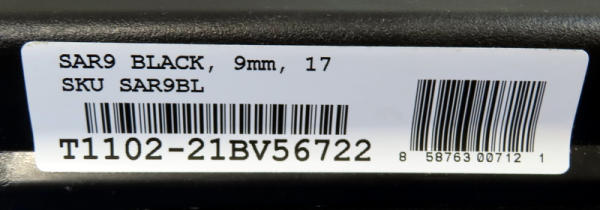 SAR9 BLACK, 9mm, 17
SKU SAR9BL
T1102-21BV56722
8 58763 00712 1